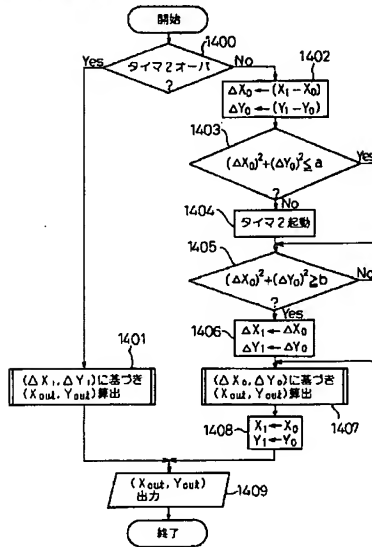 開始
1400
タイマ2オーバ
?
Yes
No
1402
ΔX₀ ← (X₁−X₀)
ΔY₀ ← (Y₁−Y₀)
1403
(ΔX₀)²+(ΔY₀)²≦a
?
Yes
No
1404
タイマ2起動
1405
(ΔX₀)²+(ΔY₀)²≧b
?
No
Yes
1406
ΔX₁ ← ΔX₀
ΔY₁ ← ΔY₀
1401
(ΔX₁,ΔY₁)に基づき
(Xout,Yout)算出
(ΔX₀,ΔY₀)に基づき
(Xout,Yout)算出
1407
1408
X₁ ← X₀
Y₁ ← Y₀
(Xout,Yout)
出力
1409
終了